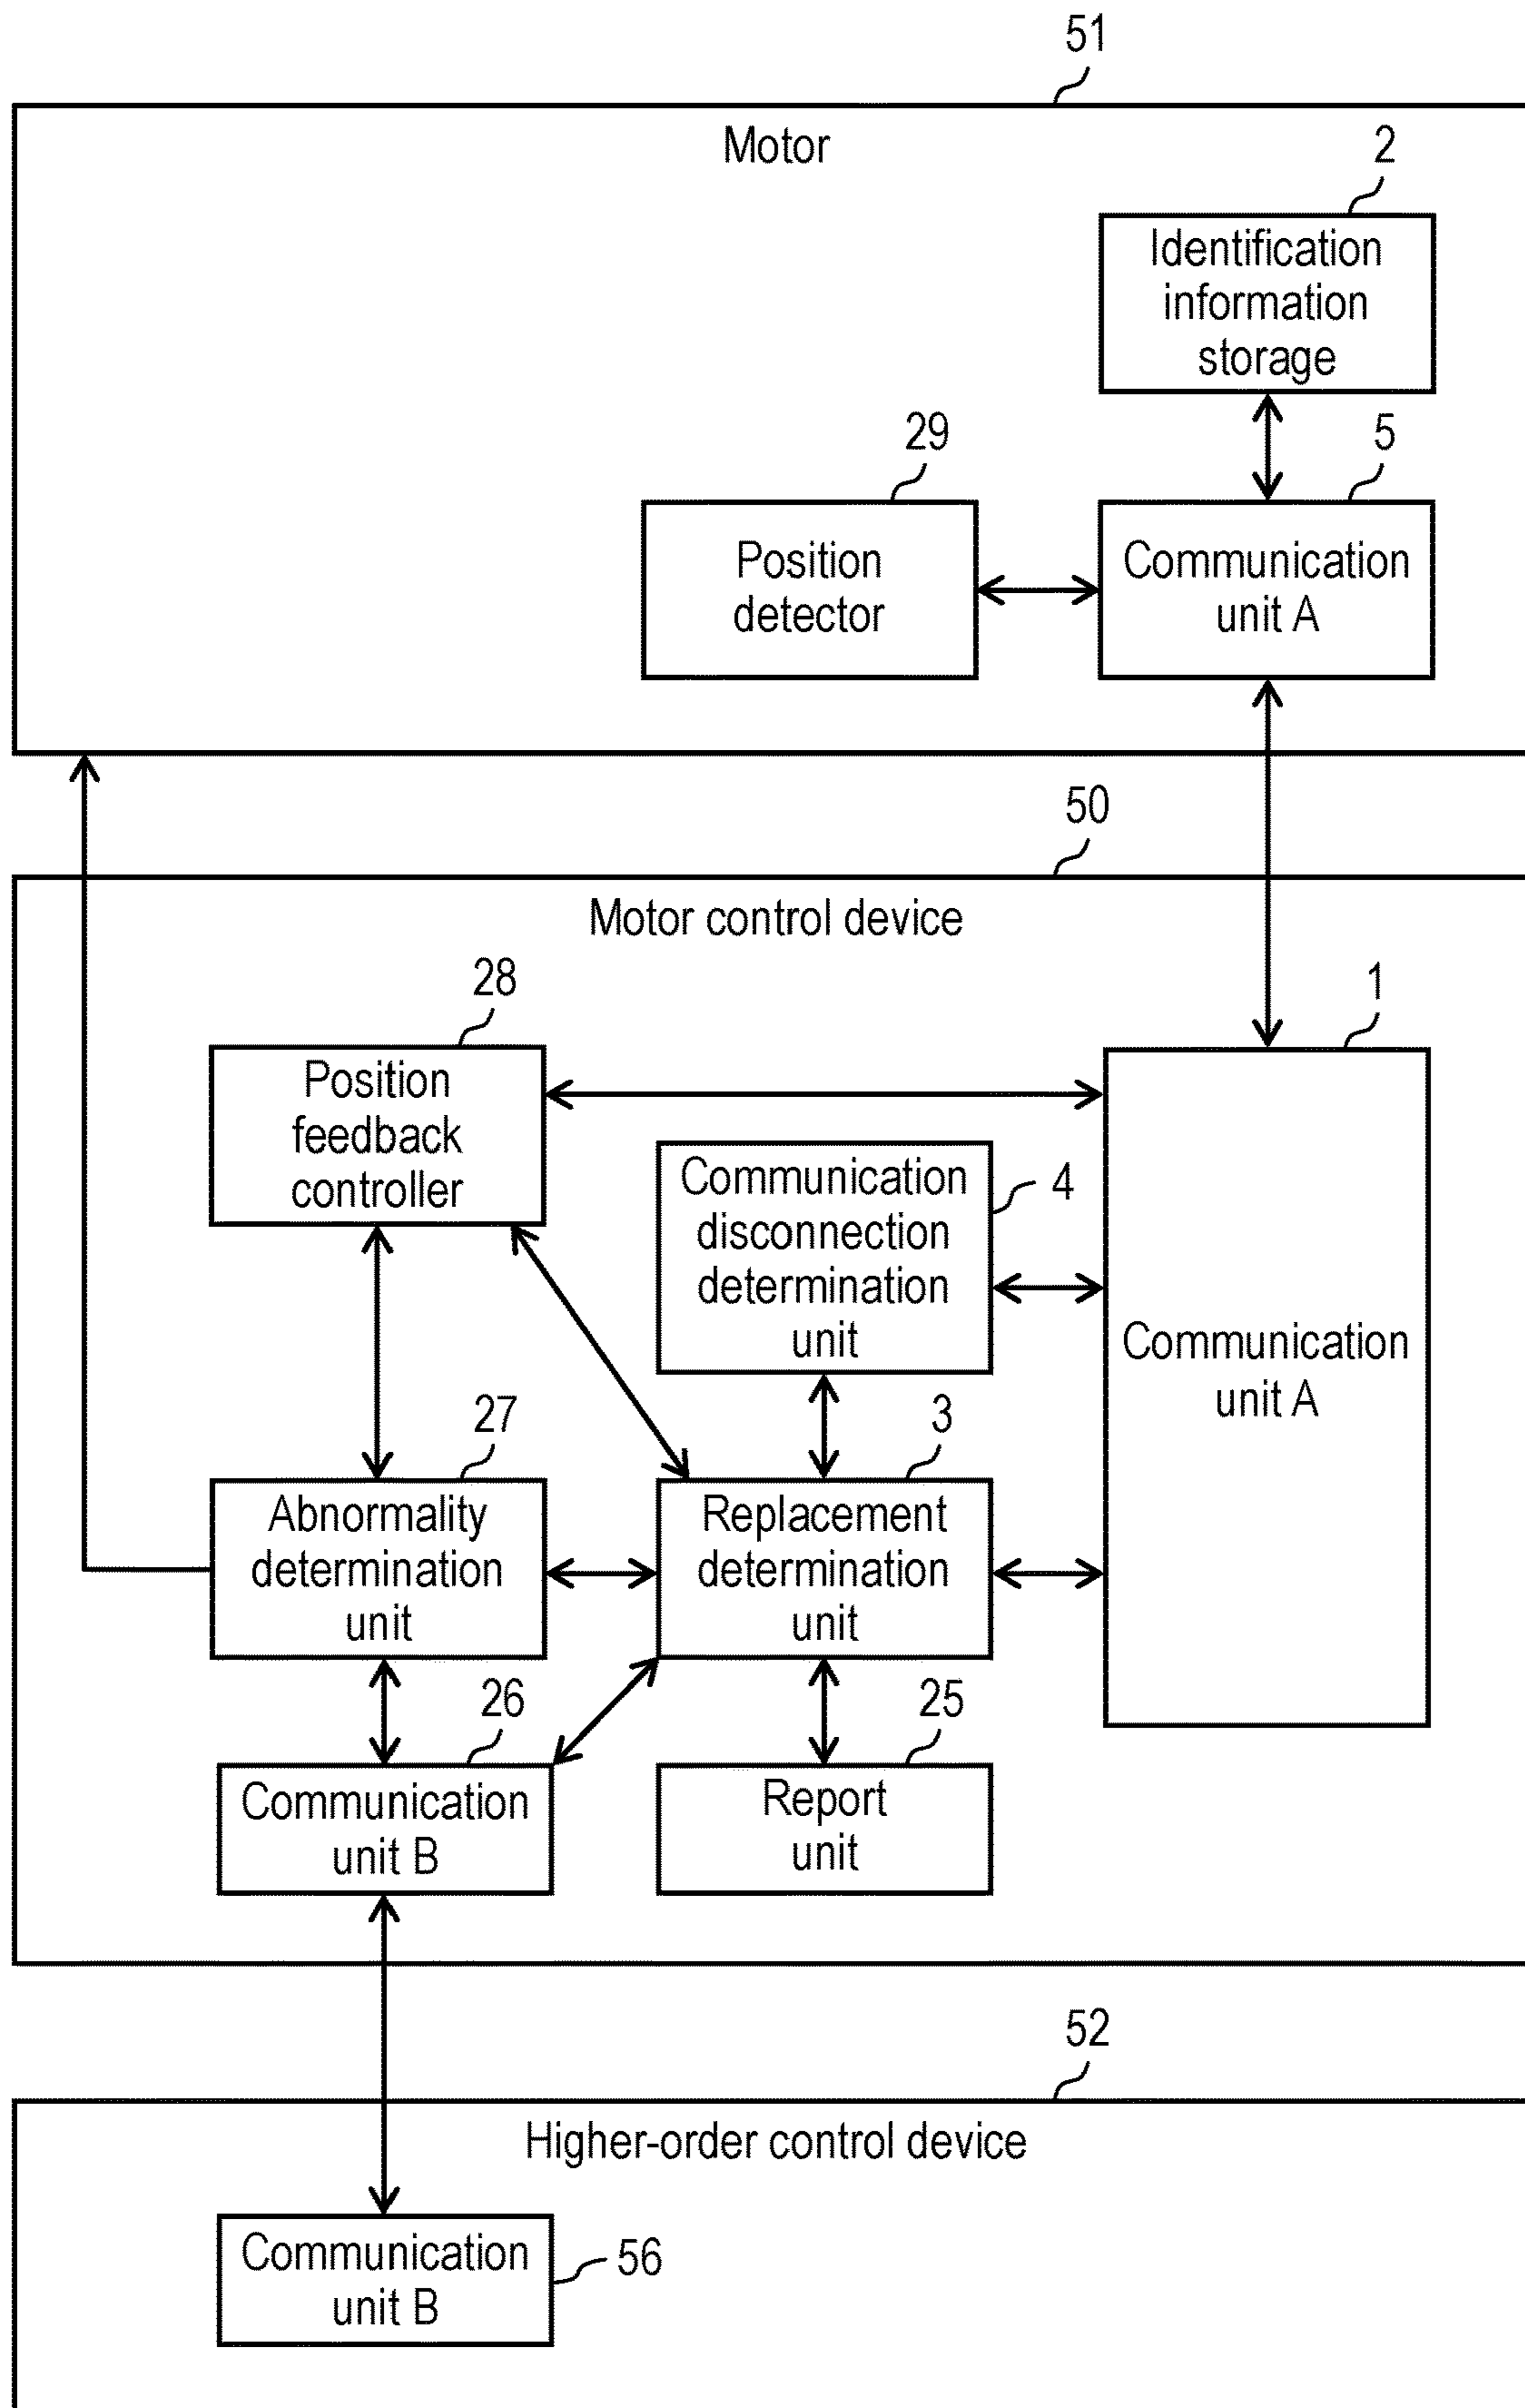 51
Motor
2
Identification
information
storage
29
5
Position
detector
Communication
unit A
50
Motor control device
28
1
Position
feedback
controller
Communication
disconnection
determination
unit
4
Communication
unit A
27
3
Abnormality
determination
unit
Replacement
determination
unit
26
25
Communication
unit B
Report
unit
52
Higher-order control device
Communication
unit B
56